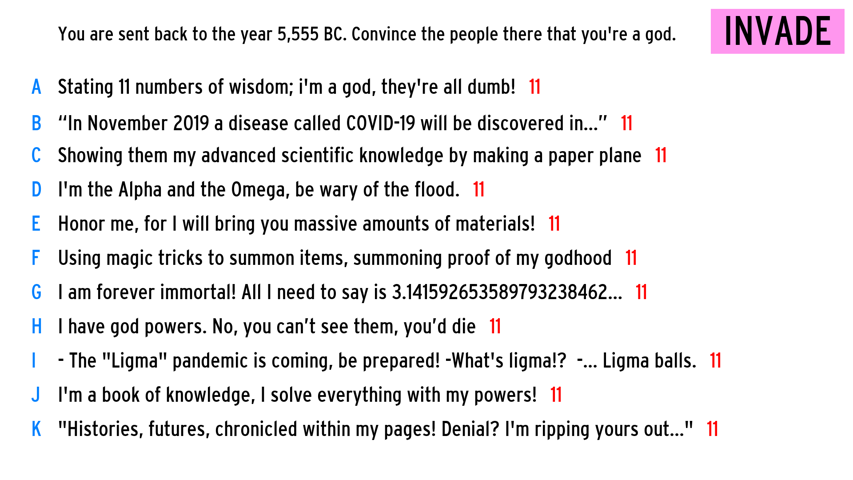 You are sent back to the year 5,555 BC. Convince the people there that you're a god.
INVADE
A Stating 11 numbers of wisdom; i'm a god, they're all dumb! 11
B “In November 2019 a disease called COVID-19 will be discovered in...” 11
C Showing them my advanced scientific knowledge by making a paper plane 11
D I'm the Alpha and the Omega, be wary of the flood. 11
E Honor me, for I will bring you massive amounts of materials! 11
F Using magic tricks to summon items, summoning proof of my godhood 11
G I am forever immortal! All I need to say is 3.141592653589793238462... 11
H I have god powers. No, you can’t see them, you’d die 11
I - The "Ligma" pandemic is coming, be prepared! -What's ligma!? -... Ligma balls. 11
J I'm a book of knowledge, I solve everything with my powers! 11
K "Histories, futures, chronicled within my pages! Denial? I'm ripping yours out..." 11